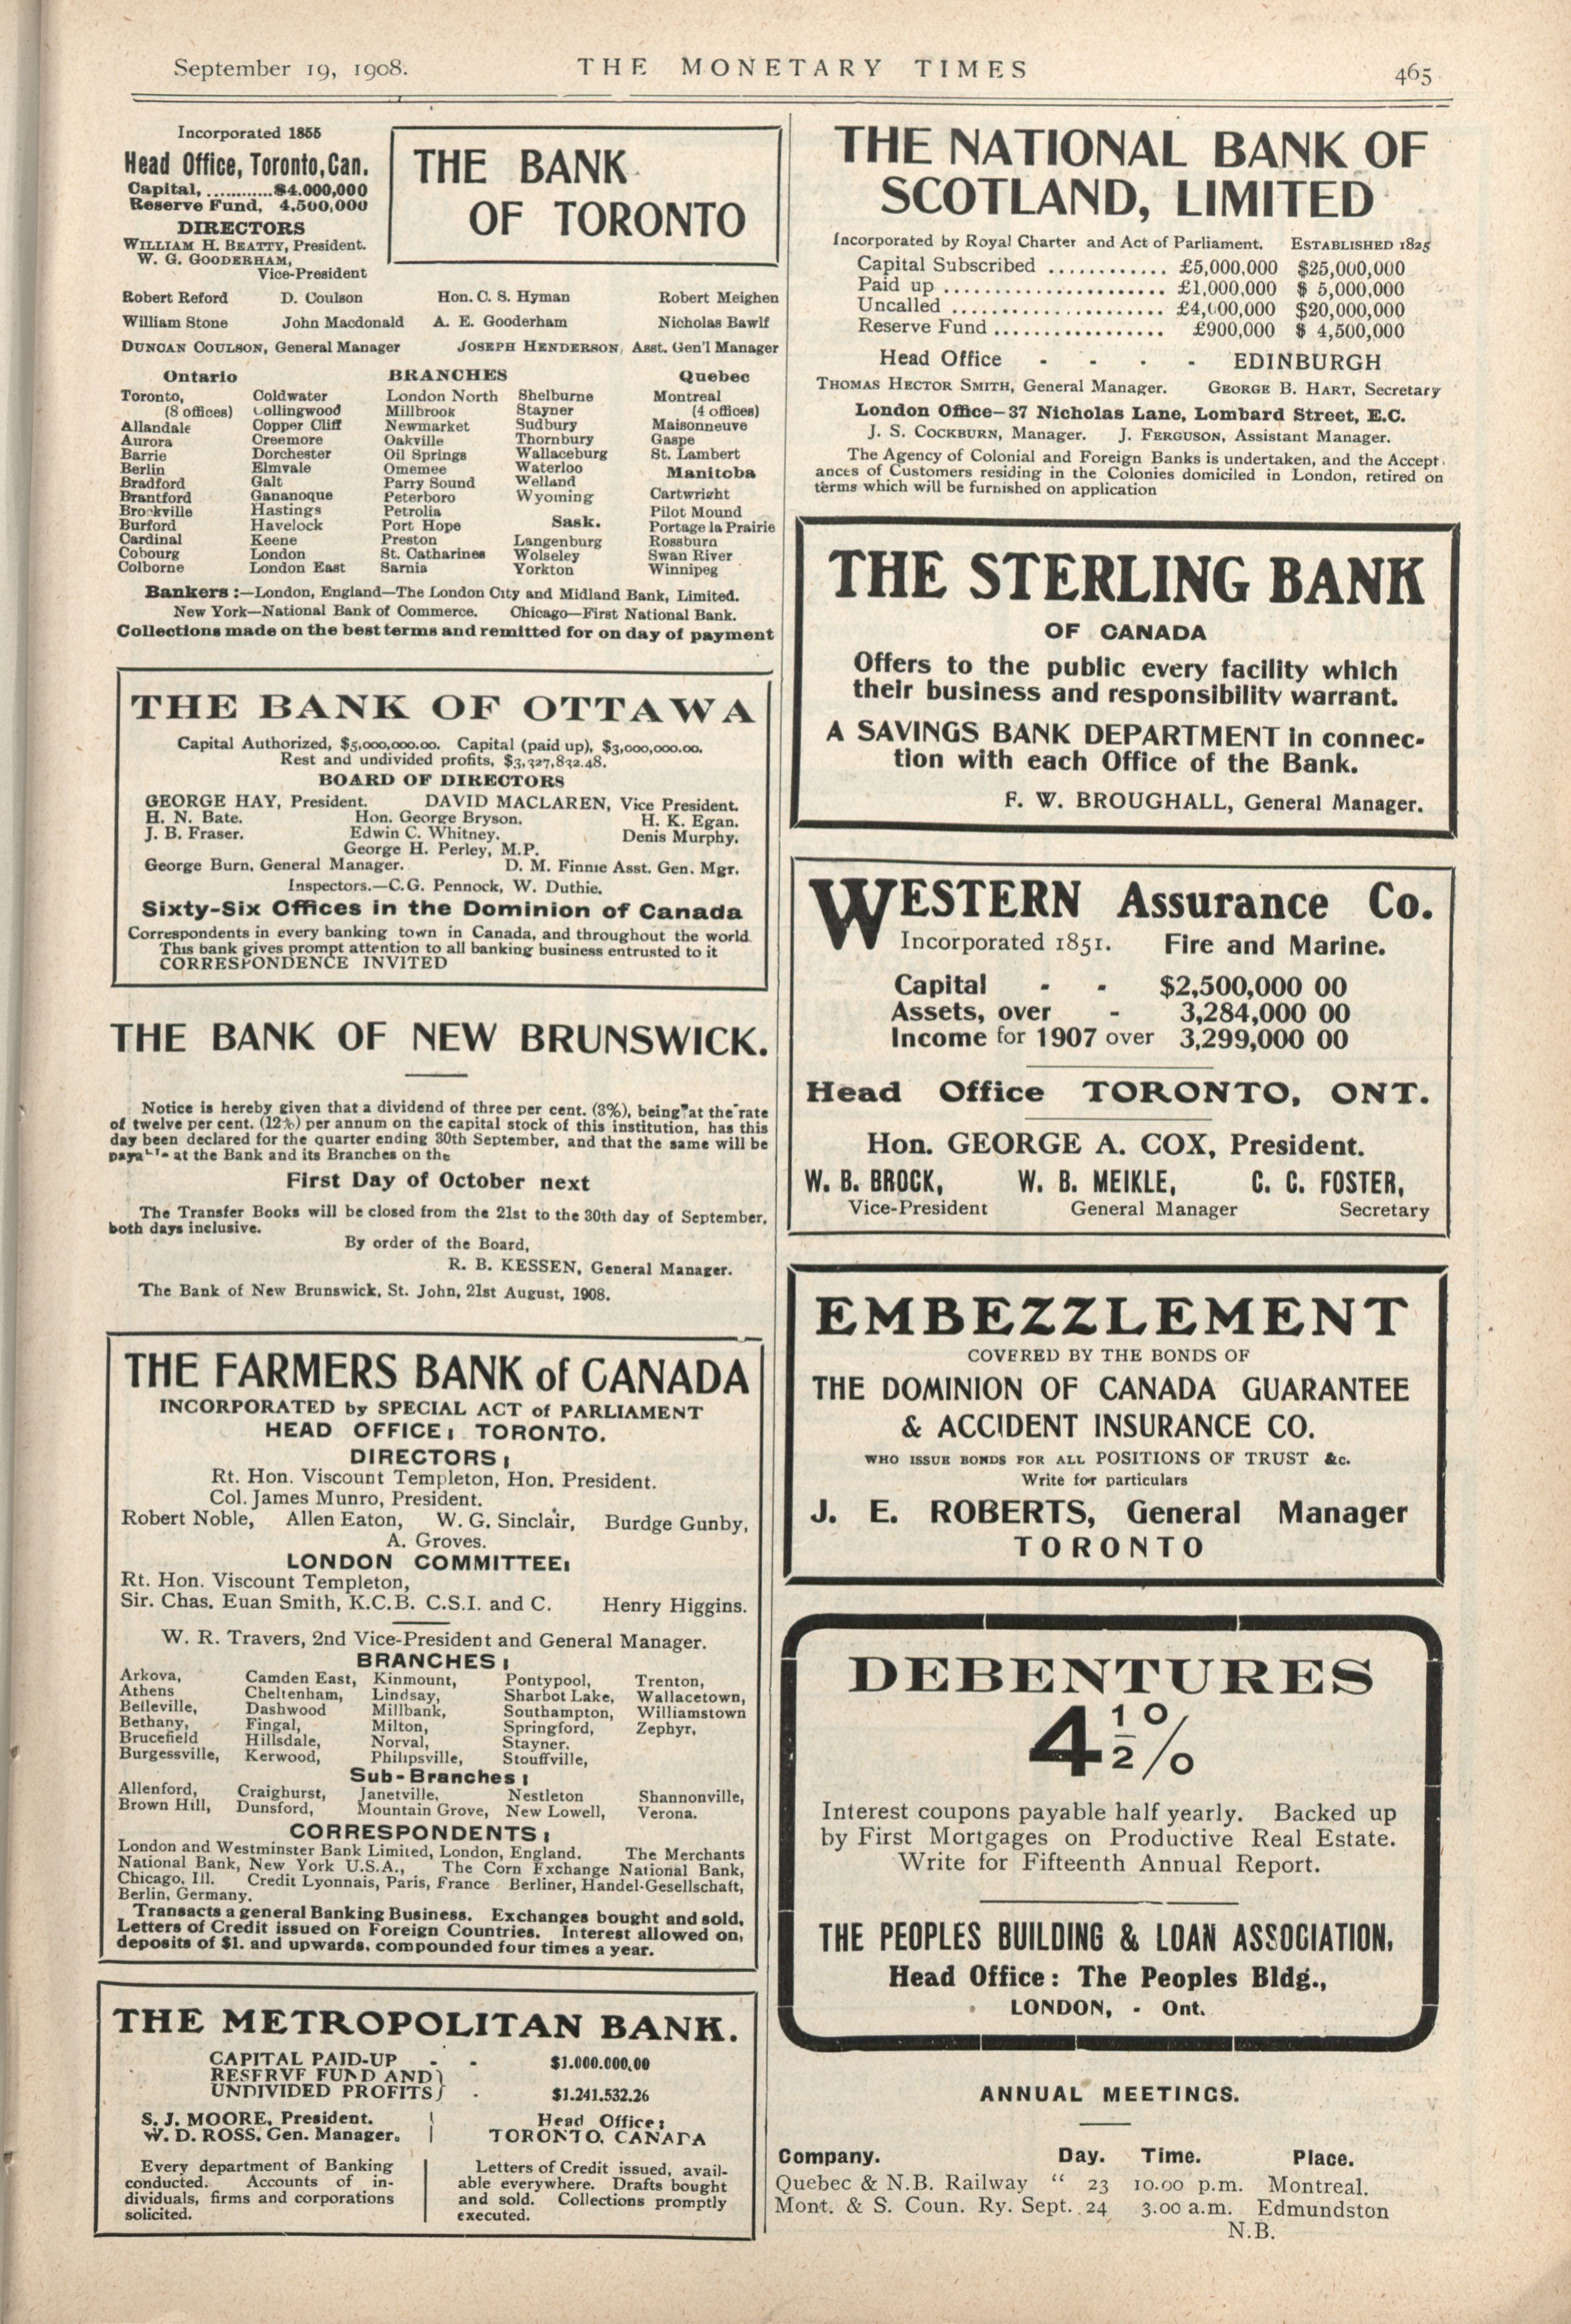 September 19, 1908.
THE MONETARY TIMES
465
Incorporated 1855
Head Office, Toronto, Can.
Capital, ............$4.000,000
Reserve Fund, 4,500,000
DIRECTORS
WILLIAM H. BEATTY, President.
W. G. GOODERHAM,
Vice-President
THE BANK
OF TORONTO
Robert Reford D. Coulson Hon. C. S. Hyman Robert Meighen
William Stone John Macdonald A. E. Gooderham Nicholas Bawlf
DUNCAN COULSON, General Manager JOSEPH HENDERSON, Asst. Gen'l Manager
Ontario BRANCHES Quebec
Toronto, Coldwater London North Shelburne Montreal
(8 offices) Collingwood Millbrook Stayner (4 offices)
Allandale Copper Cliff Newmarket Sudbury Maisonneuve
Aurora Creemore Oakville Thornbury Gaspe
Barrie Dorchester Oil Springs Wallaceburg St. Lambert
Berlin Elmvale Omemee Waterloo Manitoba
Bradford Galt Parry Sound Welland
Brantford Gananoque Peterboro Wyoming Cartwright
Brockville Hastings Petrolia Pilot Mound
Burford Havelock Port Hope Sask. Portage la Prairie
Cardinal Keene Preston Langenburg Rossburn
Cobourg London St. Catharines Wolseley Swan River
Colborne London East Sarnia Yorkton Winnipeg
Bankers :—London, England—The London City and Midland Bank, Limited.
New York—National Bank of Commerce. Chicago—First National Bank.
Collections made on the best terms and remitted for on day of payment
THE BANK OF OTTAWA
Capital Authorized, $5,000,000.00. Capital (paid up), $3,000,000.00.
Rest and undivided profits, $3,327,832.48.
BOARD OF DIRECTORS
GEORGE HAY, President. DAVID MACLAREN, Vice President.
H. N. Bate. Hon. George Bryson. H. K. Egan.
J. B. Fraser. Edwin C. Whitney. Denis Murphy.
George H. Perley, M.P.
George Burn, General Manager. D. M. Finnie Asst. Gen. Mgr.
Inspectors.—C.G. Pennock, W. Duthie.
Sixty-Six Offices in the Dominion of Canada
Correspondents in every banking town in Canada, and throughout the world
This bank gives prompt attention to all banking business entrusted to it
CORRESPONDENCE INVITED
THE BANK OF NEW BRUNSWICK.
Notice is hereby given that a dividend of three per cent. (3%), being at the rate
of twelve per cent. (12%) per annum on the capital stock of this institution, has this
day been declared for the quarter ending 30th September, and that the same will be
at the Bank and its Branches on the
First Day of October next
The Transfer Books will be closed from the 21st to the 30th day of September,
both days inclusive.
By order of the Board,
R. B. KESSEN, General Manager.
The Bank of New Brunswick, St. John, 21st August, 1908.
THE FARMERS BANK of CANADA
INCORPORATED by SPECIAL ACT of PARLIAMENT
HEAD OFFICE: TORONTO.
DIRECTORS:
Rt. Hon. Viscount Templeton, Hon. President.
Col. James Munro, President.
Robert Noble, Allen Eaton, W. G. Sinclair, Burdge Gunby,
A. Groves.
LONDON COMMITTEE:
Rt. Hon. Viscount Templeton,
Sir. Chas. Euan Smith, K.C.B. C.S.I. and C. Henry Higgins.
W. R. Travers, 2nd Vice-President and General Manager.
BRANCHES:
Arkova, Camden East, Kinmount, Pontypool, Trenton,
Athens Cheltenham, Lindsay, Sharbot Lake, Wallacetown,
Belleville, Dashwood Millbank, Southampton, Williamstown
Bethany, Fingal, Milton, Springford, Zephyr,
Brucefield Hillsdale, Norval, Stayner.
Burgessville, Kerwood, Philipsville, Stouffville,
Sub-Branches:
Allenford, Craighurst, Janetville, Nestleton Shannonville,
Brown Hill, Dunsford, Mountain Grove, New Lowell, Verona.
CORRESPONDENTS:
London and Westminster Bank Limited, London, England. The Merchants
National Bank, New York U.S.A., The Corn Exchange National Bank,
Chicago, Ill. Credit Lyonnais, Paris, France Berliner, Handel-Gesellschaft,
Berlin, Germany.
Transacts a general Banking Business. Exchanges bought and sold,
Letters of Credit issued on Foreign Countries. Interest allowed on,
deposits of $1. and upwards, compounded four times a year.
THE METROPOLITAN BANK.
CAPITAL PAID-UP - - $1.000.000.00
RESERVE FUND AND
UNDIVIDED PROFITS } - $1.241.532.26
S. J. MOORE, President. Head Office:
W. D. ROSS, Gen. Manager. TORONTO, CANADA
Every department of Banking
conducted. Accounts of in-
dividuals, firms and corporations
solicited.
Letters of Credit issued, avail-
able everywhere. Drafts bought
and sold. Collections promptly
executed.
THE NATIONAL BANK OF
SCOTLAND, LIMITED
Incorporated by Royal Charter and Act of Parliament. ESTABLISHED 1825
Capital Subscribed ............ £5,000,000 $25,000,000
Paid up ...................... £1,000,000 $ 5,000,000
Uncalled ..................... £4,000,000 $20,000,000
Reserve Fund ................. £900,000 $ 4,500,000
Head Office - - - - EDINBURGH
THOMAS HECTOR SMITH, General Manager. GEORGE B. HART, Secretary
London Office—37 Nicholas Lane, Lombard Street, E.C.
J. S. COCKBURN, Manager. J. FERGUSON, Assistant Manager.
The Agency of Colonial and Foreign Banks is undertaken, and the Accept-
ances of Customers residing in the Colonies domiciled in London, retired on
terms which will be furnished on application
THE STERLING BANK
OF CANADA
Offers to the public every facility which
their business and responsibility warrant.
A SAVINGS BANK DEPARTMENT in connec-
tion with each Office of the Bank.
F. W. BROUGHALL, General Manager.
WESTERN Assurance Co.
Incorporated 1851. Fire and Marine.
Capital - - $2,500,000 00
Assets, over - 3,284,000 00
Income for 1907 over 3,299,000 00
Head Office TORONTO, ONT.
Hon. GEORGE A. COX, President.
W. B. BROCK, W. B. MEIKLE, C. C. FOSTER,
Vice-President General Manager Secretary
EMBEZZLEMENT
COVERED BY THE BONDS OF
THE DOMINION OF CANADA GUARANTEE
& ACCIDENT INSURANCE CO.
WHO ISSUE BONDS FOR ALL POSITIONS OF TRUST &c.
Write for particulars
J. E. ROBERTS, General Manager
TORONTO
DEBENTURES
4½%
Interest coupons payable half yearly. Backed up
by First Mortgages on Productive Real Estate.
Write for Fifteenth Annual Report.
THE PEOPLES BUILDING & LOAN ASSOCIATION,
Head Office: The Peoples Bldg.,
LONDON, - Ont.
ANNUAL MEETINGS.
Company. Day. Time. Place.
Quebec & N.B. Railway “ 23 10.00 p.m. Montreal.
Mont. & S. Coun. Ry. Sept. 24 3.00 a.m. Edmundston
N.B.